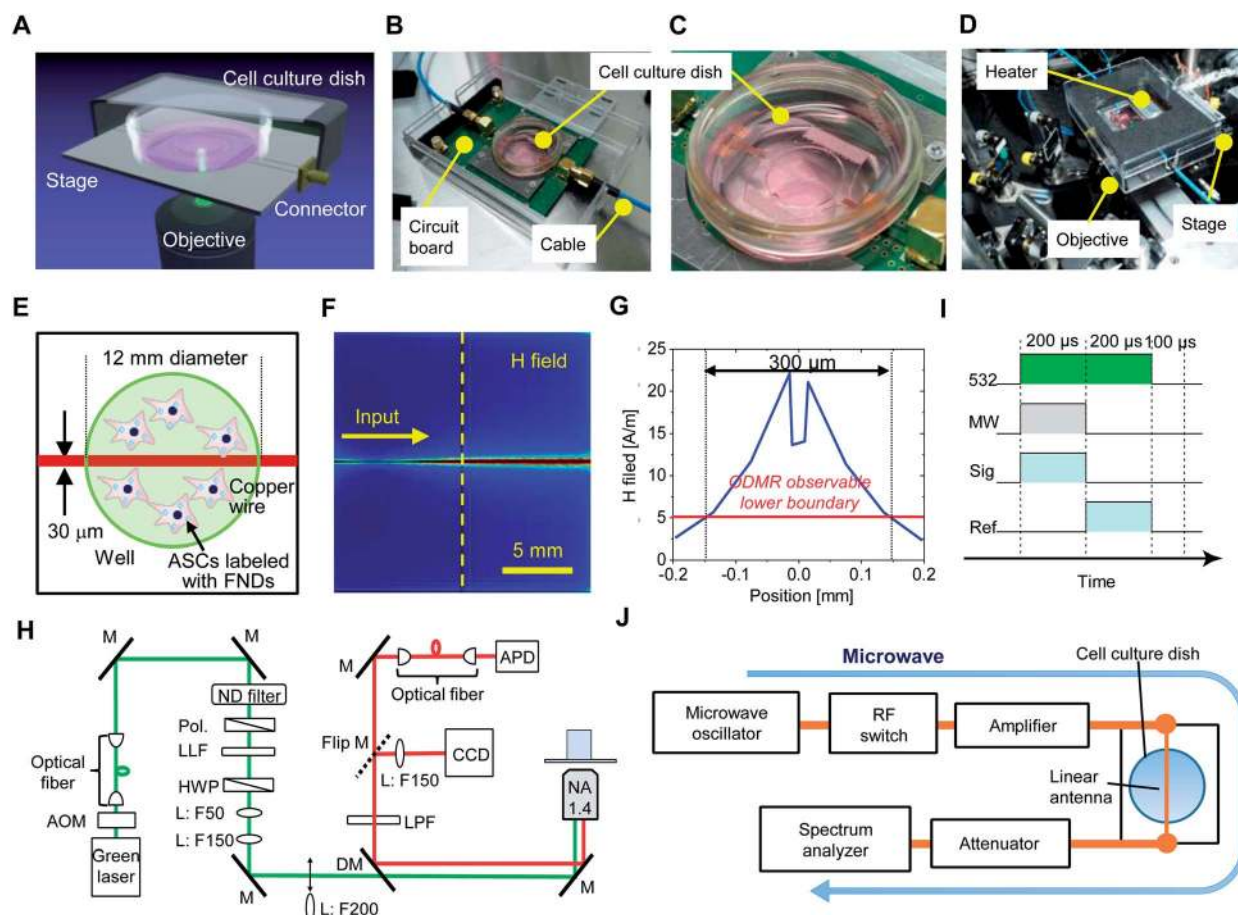 A
Cell culture dish
Stage
Connector
Objective
B
Cell culture dish
Circuit
board
Cable
C
D
Heater
Objective
Stage
E
12 mm diameter
30 μm
Copper
wire
Well
ASCs labeled
with FNDs
F
H field
Input
5 mm
G
H filed [A/m]
25
20
15
10
5
0
300 μm
ODMR observable
lower boundary
-0.2
-0.1
0.0
0.1
0.2
Position [mm]
I
200 μs
200 μs
100 μs
532
MW
Sig
Ref
Time
H
M
M
ND filter
Pol.
LLF
HWP
L: F50
L: F150
Optical
fiber
AOM
Green
laser
M
L: F200
DM
LPF
Flip M
L: F150
CCD
M
Optical fiber
APD
NA
1.4
M
J
Microwave
Cell culture dish
Microwave
oscillator
RF
switch
Amplifier
Linear
antenna
Spectrum
analyzer
Attenuator